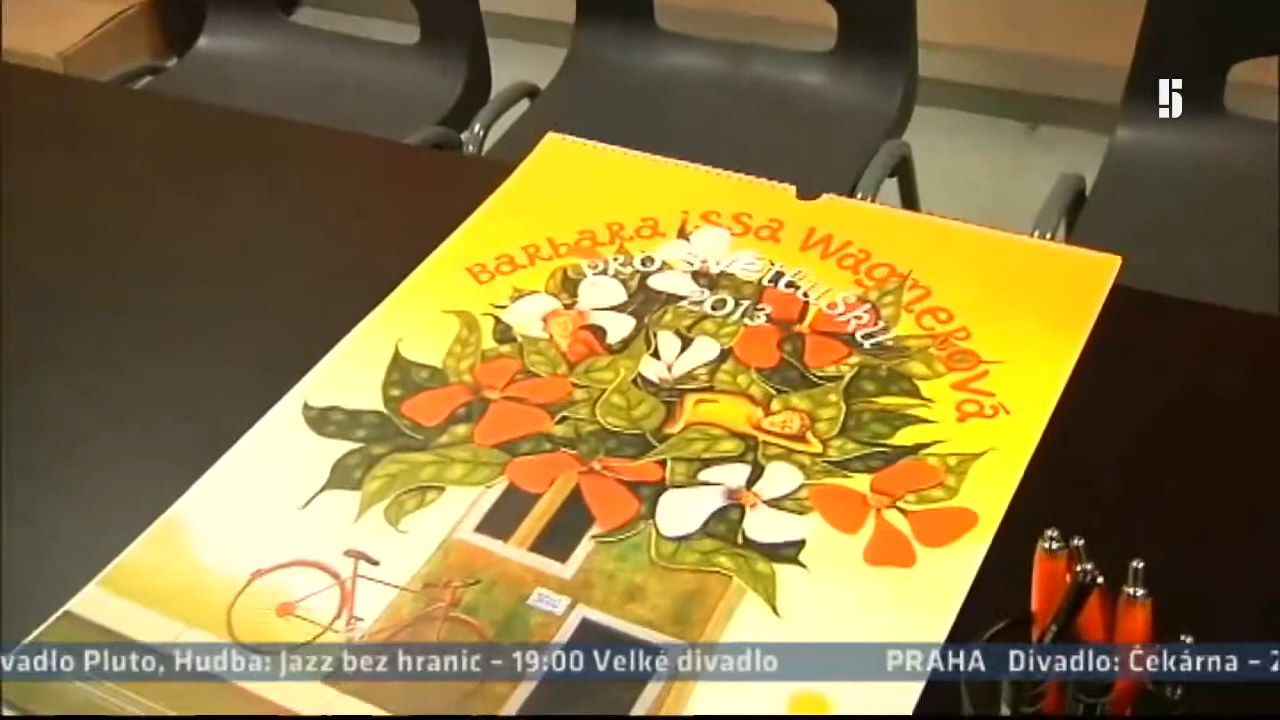 5
Barbara issa Wagnerová
PRO Světlušku
2013
vadlo Pluto, Hudba: Jazz bez hranic – 19:00 Velké divadlo PRAHA Divadlo: Čekárna – 2